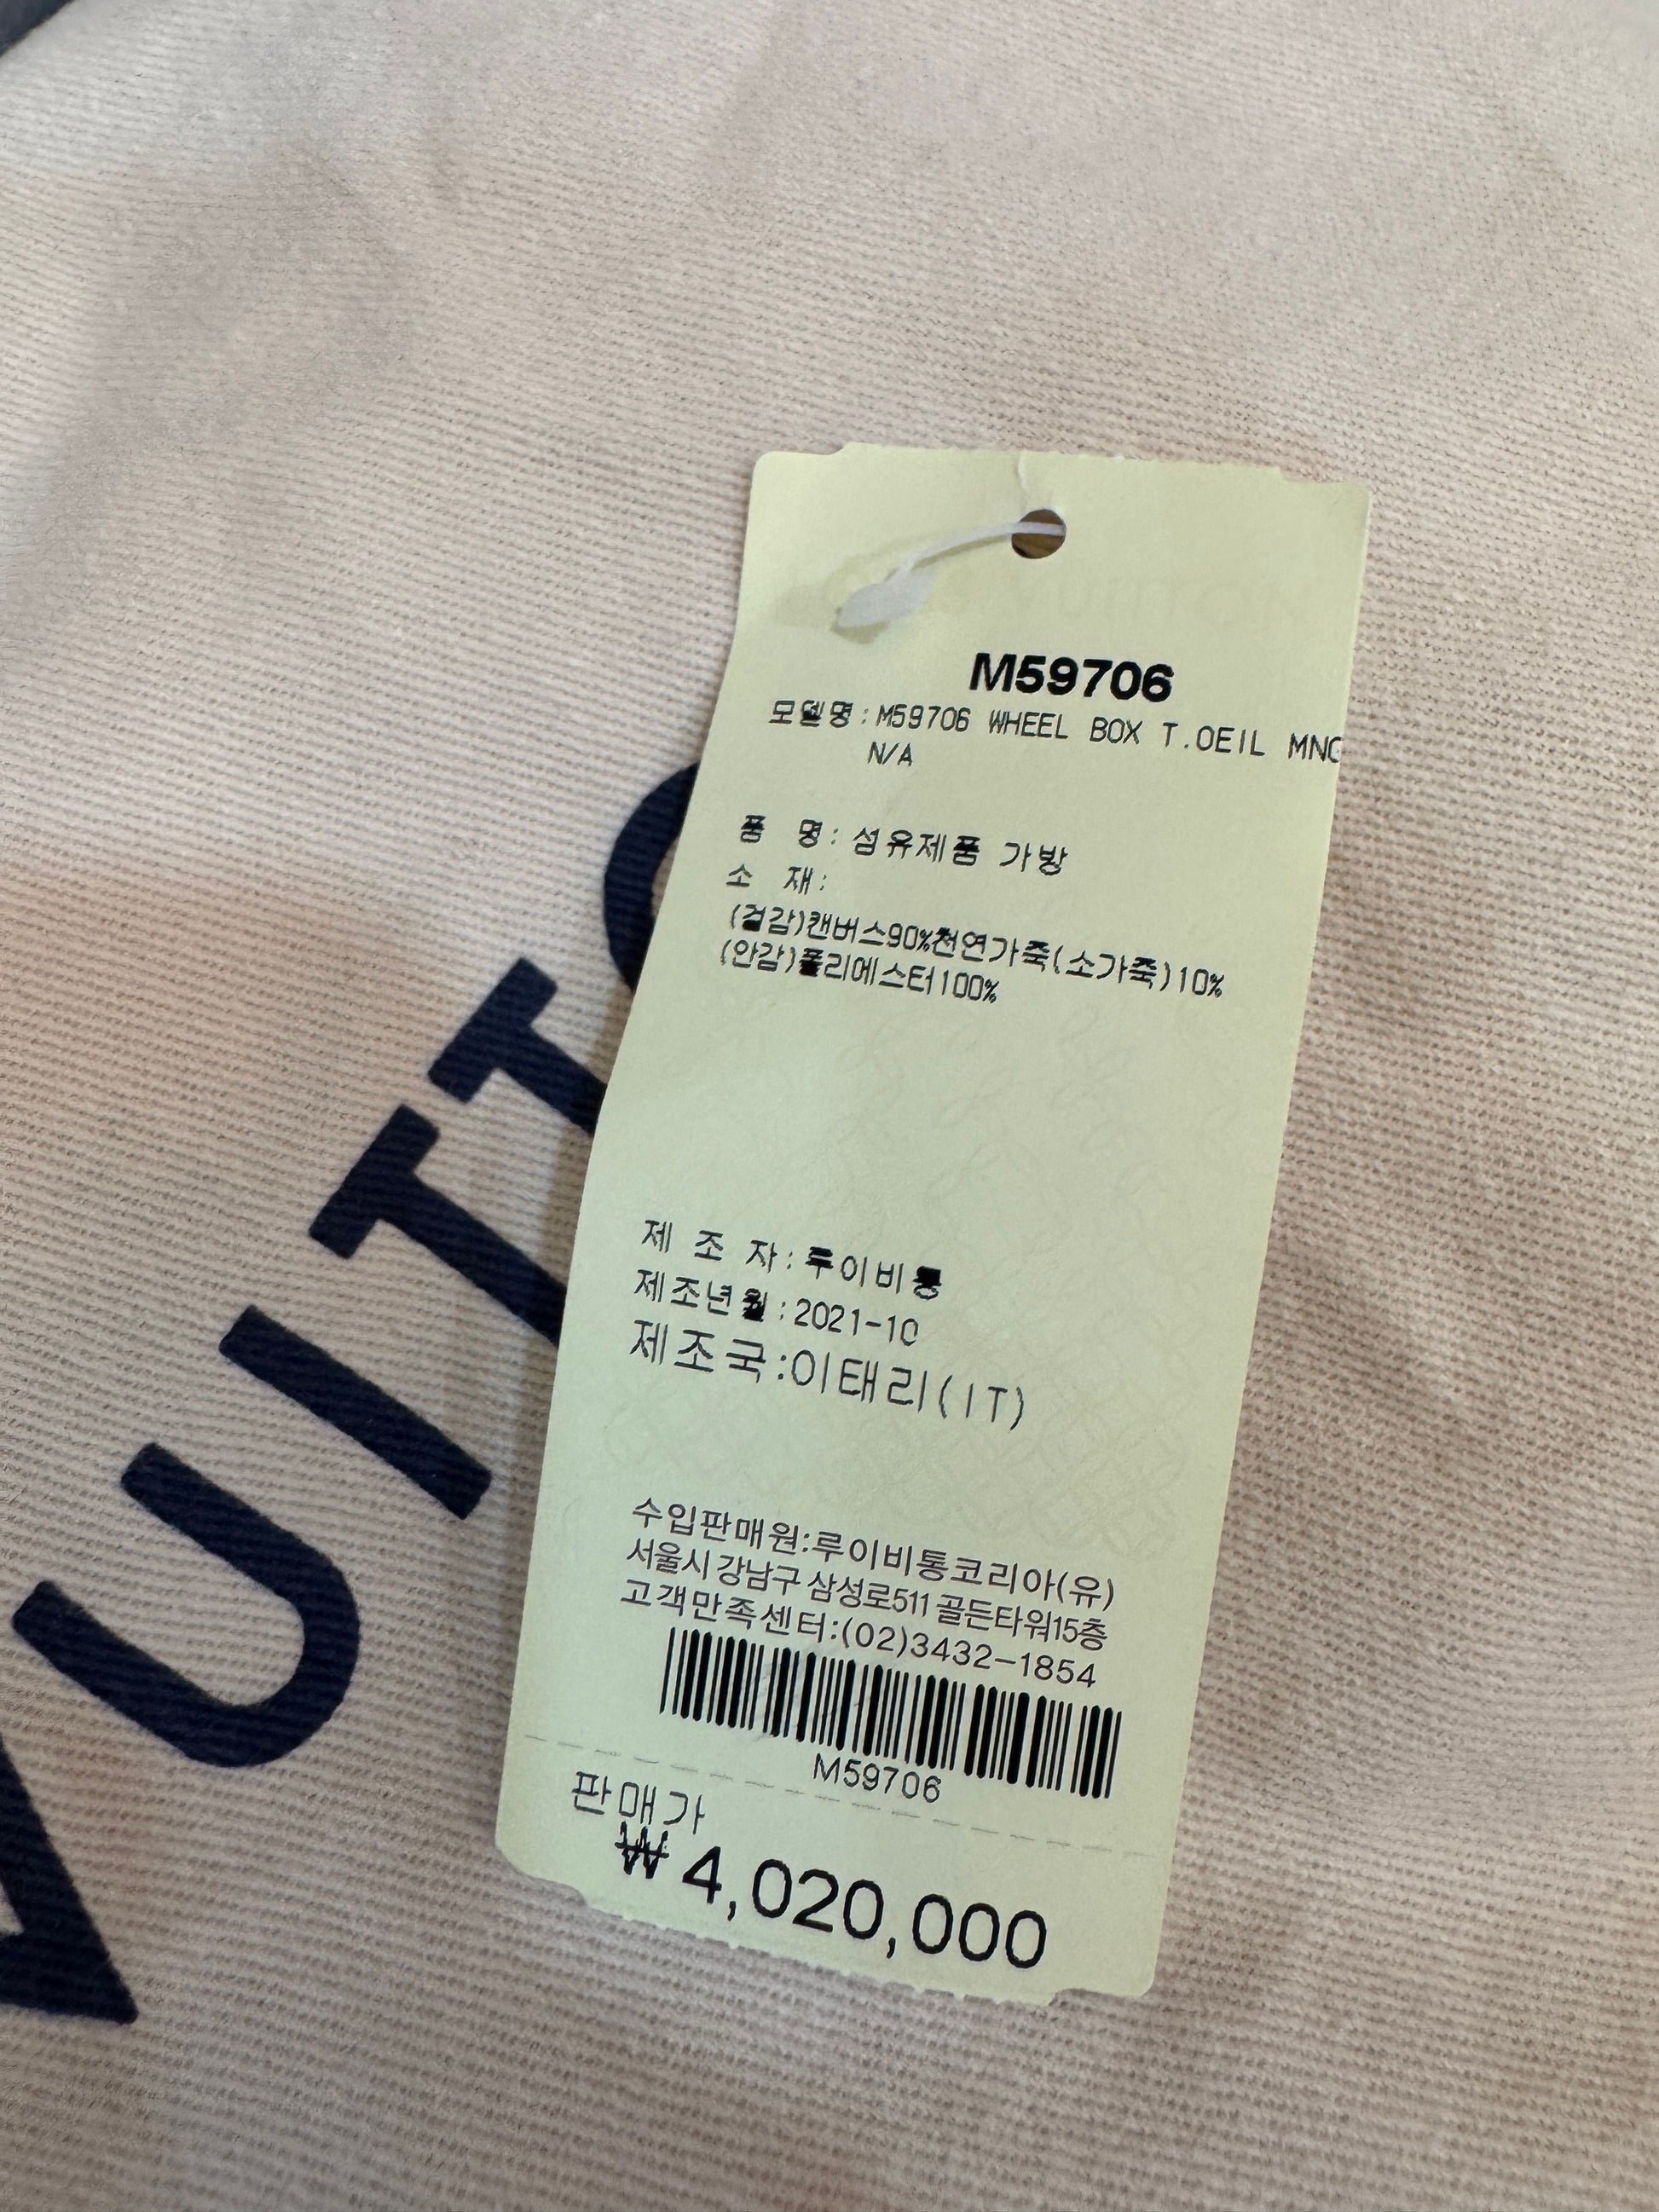 M59706
모델명:M59706 WHEEL BOX T.OEIL MNG
N/A
품 명: 섬유제품 가방
소 재:
(겉감)캔버스90%천연가죽(소가죽)10%
(안감)폴리에스터100%
제 조 자:루이비통
제조년월:2021-10
제조국:이태리(IT)
수입판매원:루이비통코리아(유)
서울시 강남구 삼성로511 골든타워15층
고객만족센터:(02)3432-1854
M59706
판매가
₩4,020,000
VUITTO